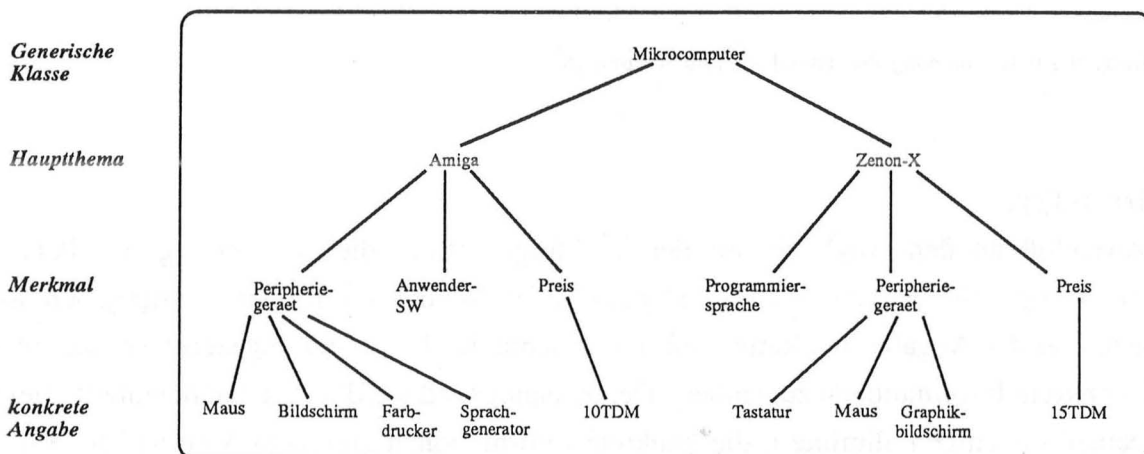 Generische
Klasse
Mikrocomputer
Hauptthema
Amiga
Zenon-X
Merkmal
Peripherie-
geraet
Anwender-
SW
Preis
Programmier-
sprache
Peripherie-
geraet
Preis
konkrete
Angabe
Maus
Bildschirm
Farb-
drucker
Sprach-
generator
10TDM
Tastatur
Maus
Graphik-
bildschirm
15TDM